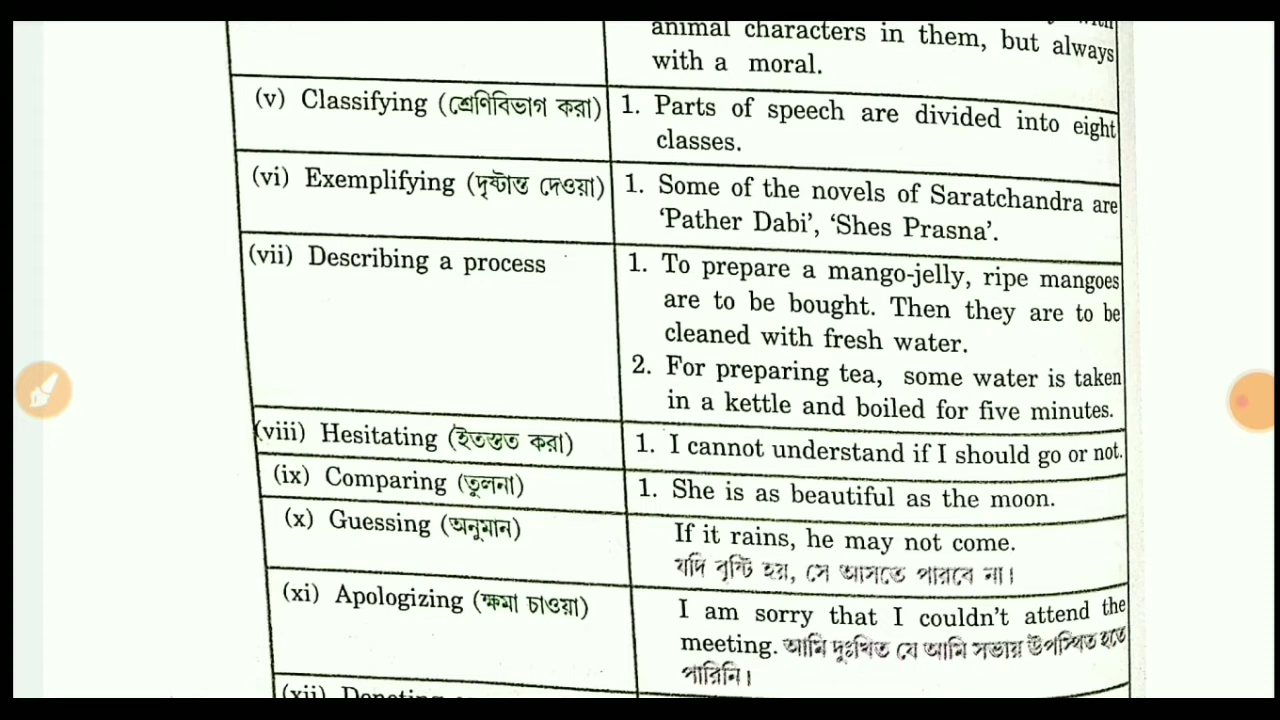 animal characters in them, but always
with a moral.
(v) Classifying (শ্রেণিবিভাগ করা)
1. Parts of speech are divided into eight
classes.
(vi) Exemplifying (দৃষ্টান্ত দেওয়া)
1. Some of the novels of Saratchandra are
‘Pather Dabi’, ‘Shes Prasna’.
(vii) Describing a process
1. To prepare a mango-jelly, ripe mangoes
are to be bought. Then they are to be
cleaned with fresh water.
2. For preparing tea, some water is taken
in a kettle and boiled for five minutes.
(viii) Hesitating (ইতস্তত করা)
1. I cannot understand if I should go or not.
(ix) Comparing (তুলনা)
1. She is as beautiful as the moon.
(x) Guessing (অনুমান)
If it rains, he may not come.
যদি বৃষ্টি হয়, সে আসতে পারবে না।
(xi) Apologizing (ক্ষমা চাওয়া)
I am sorry that I couldn’t attend the
meeting. আমি দুঃখিত যে আমি সভায় উপস্থিত হতে
পারিনি।
(xii) Denoting